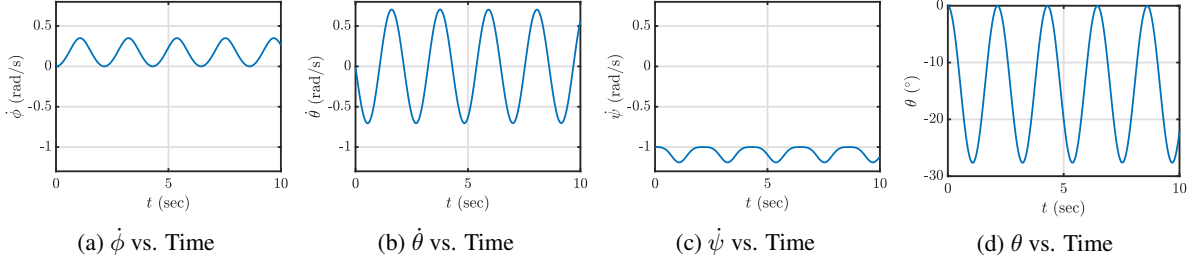 0.5
0
-0.5
-1
0
5
10
ϕ̇ (rad/s)
t (sec)
(a) ϕ̇ vs. Time
0.5
0
-0.5
-1
0
5
10
θ̇ (rad/s)
t (sec)
(b) θ̇ vs. Time
0.5
0
-0.5
-1
0
5
10
ψ̇ (rad/s)
t (sec)
(c) ψ̇ vs. Time
0
-10
-20
-30
0
5
10
θ (°)
t (sec)
(d) θ vs. Time